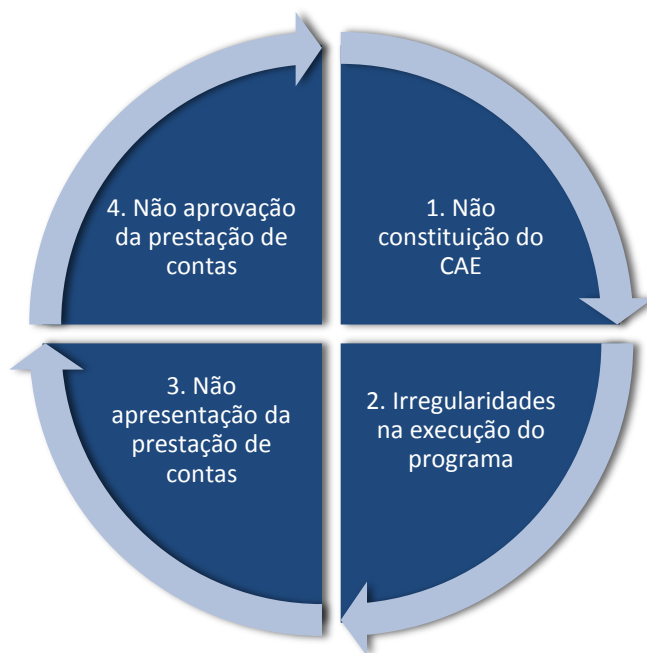 1. Não
constituição do
CAE
2. Irregularidades
na execução do
programa
3. Não
apresentação da
prestação de
contas
4. Não aprovação
da prestação de
contas